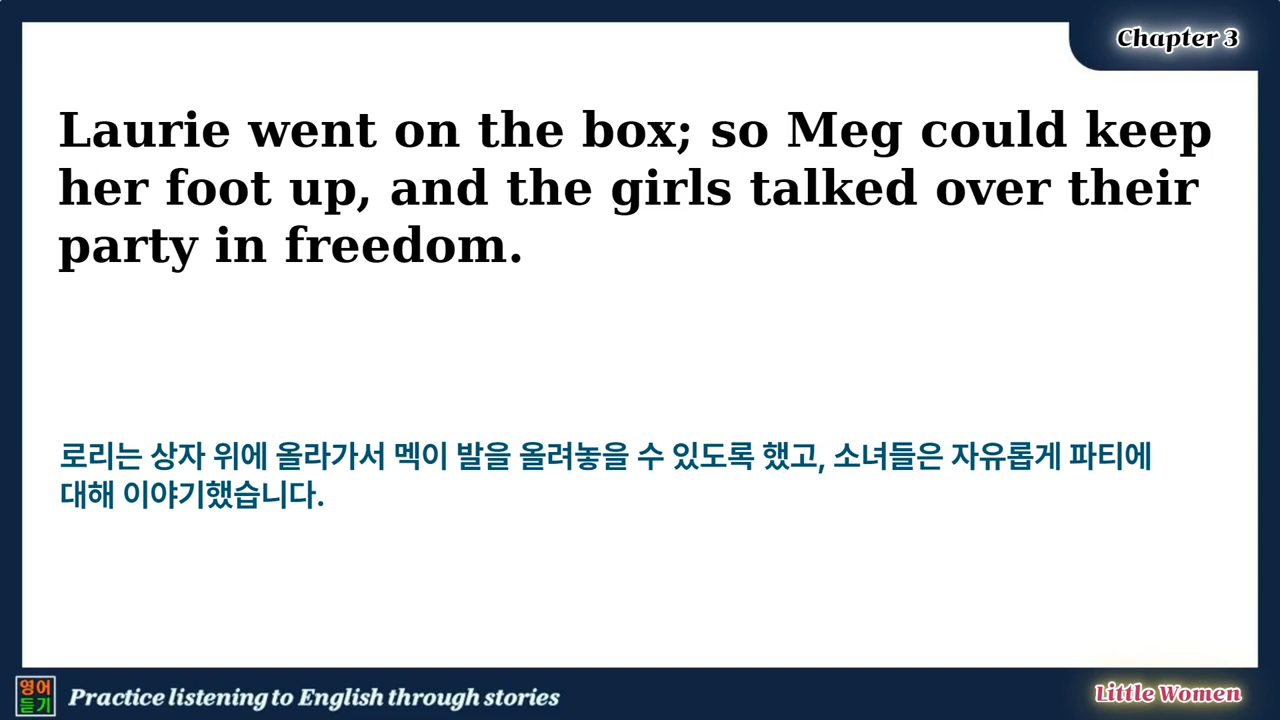 Chapter 3
Laurie went on the box; so Meg could keep
her foot up, and the girls talked over their
party in freedom.
로리는 상자 위에 올라가서 멕이 발을 올려놓을 수 있도록 했고, 소녀들은 자유롭게 파티에
대해 이야기했습니다.
영어
듣기
Practice listening to English through stories
Little Women